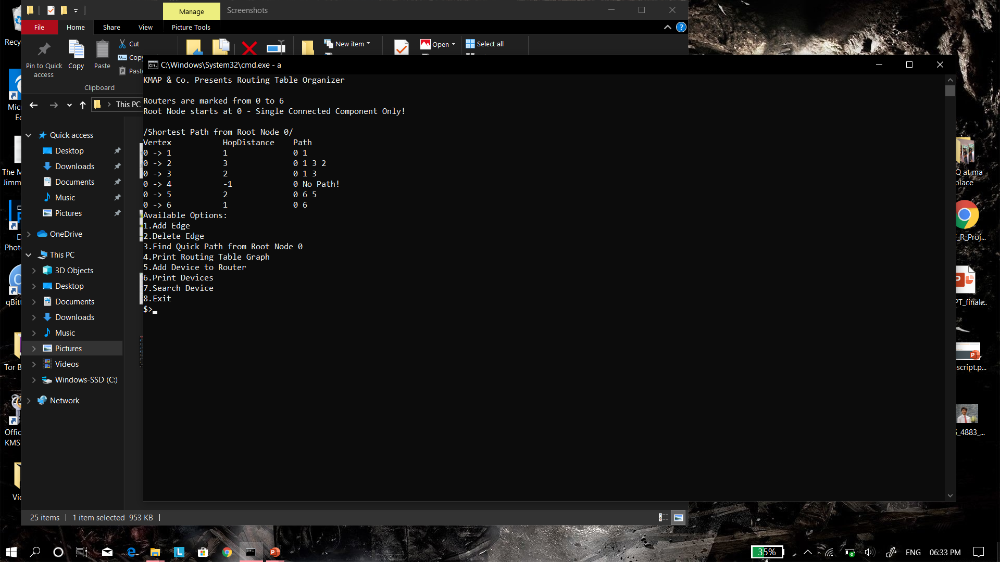 Manage
Screenshots
File
Home
Share
View
Picture Tools
Pin to Quick access
Copy
Paste
Cut
Copy
Paste
New item
Open
Select all
Clipboard
This PC
Quick access
Desktop
Downloads
Documents
Music
Pictures
OneDrive
This PC
3D Objects
Desktop
Documents
Downloads
Music
Pictures
Videos
Windows-SSD (C:)
Network
25 items
1 item selected 953 KB
C:\Windows\System32\cmd.exe - a
KMAP & Co. Presents Routing Table Organizer
Routers are marked from 0 to 6
Root Node starts at 0 - Single Connected Component Only!
/Shortest Path from Root Node 0/
Vertex HopDistance Path
0 -> 1 1 0 1
0 -> 2 3 0 1 3 2
0 -> 3 2 0 1 3
0 -> 4 -1 0 No Path!
0 -> 5 2 0 6 5
0 -> 6 1 0 6
Available Options:
1.Add Edge
2.Delete Edge
3.Find Quick Path from Root Node 0
4.Print Routing Table Graph
5.Add Device to Router
6.Print Devices
7.Search Device
8.Exit
$>
Recy
Mic
Ed
The M
Jimm
Phot
qBitt
Tor B
Offic
KMS
Vid
Q at ma
place
_R_Proj...
PT_final...
script.p...
_4883_...
35%
ENG
06:33 PM